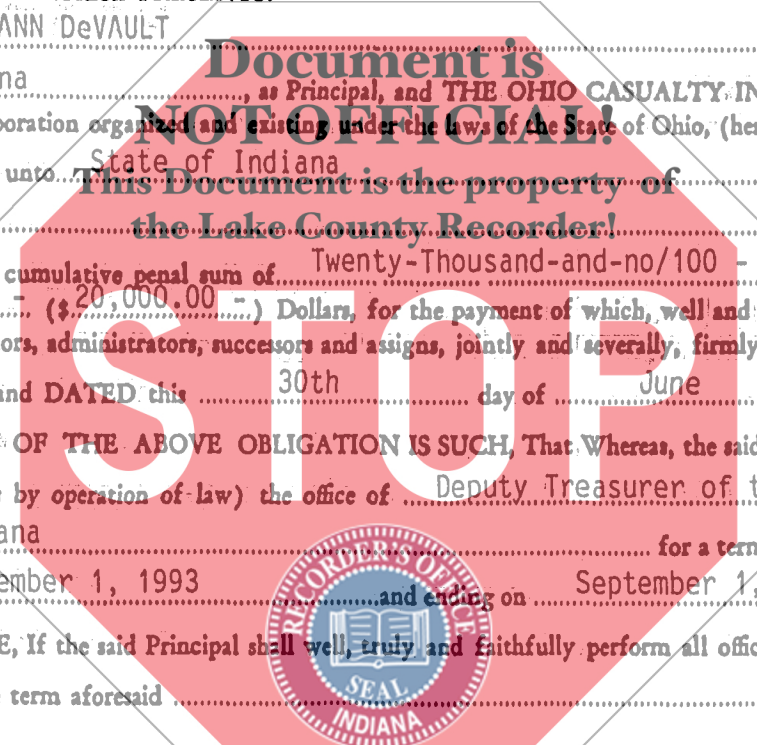 ANN DeVAULT
Document is
na, as Principal, and THE OHIO CASUALTY IN
NOT OFFICIAL!
oration organized and existing under the laws of the State of Ohio, (her
unto State of Indiana
This Document is the property of
the Lake County Recorder!
cumulative penal sum of Twenty-Thousand-and-no/100 -
- ($ 20,000.00 - ) Dollars, for the payment of which, well and
ors, administrators, successors and assigns, jointly and severally, firmly
and DATED this 30th day of June
OF THE ABOVE OBLIGATION IS SUCH, That Whereas, the said
by operation of law) the office of Deputy Treasurer of t
STOP
ana for a term
ember 1, 1993 and ending on September 1,
E, If the said Principal shall well, truly and faithfully perform all offic
term aforesaid
RECORDER'S OFFICE
SEAL
INDIANA